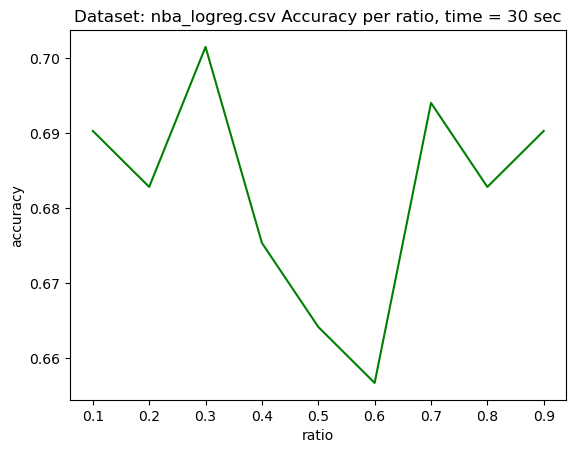 Dataset: nba_logreg.csv Accuracy per ratio, time = 30 sec
0.70
0.69
0.68
0.67
0.66
accuracy
0.1 0.2 0.3 0.4 0.5 0.6 0.7 0.8 0.9
ratio